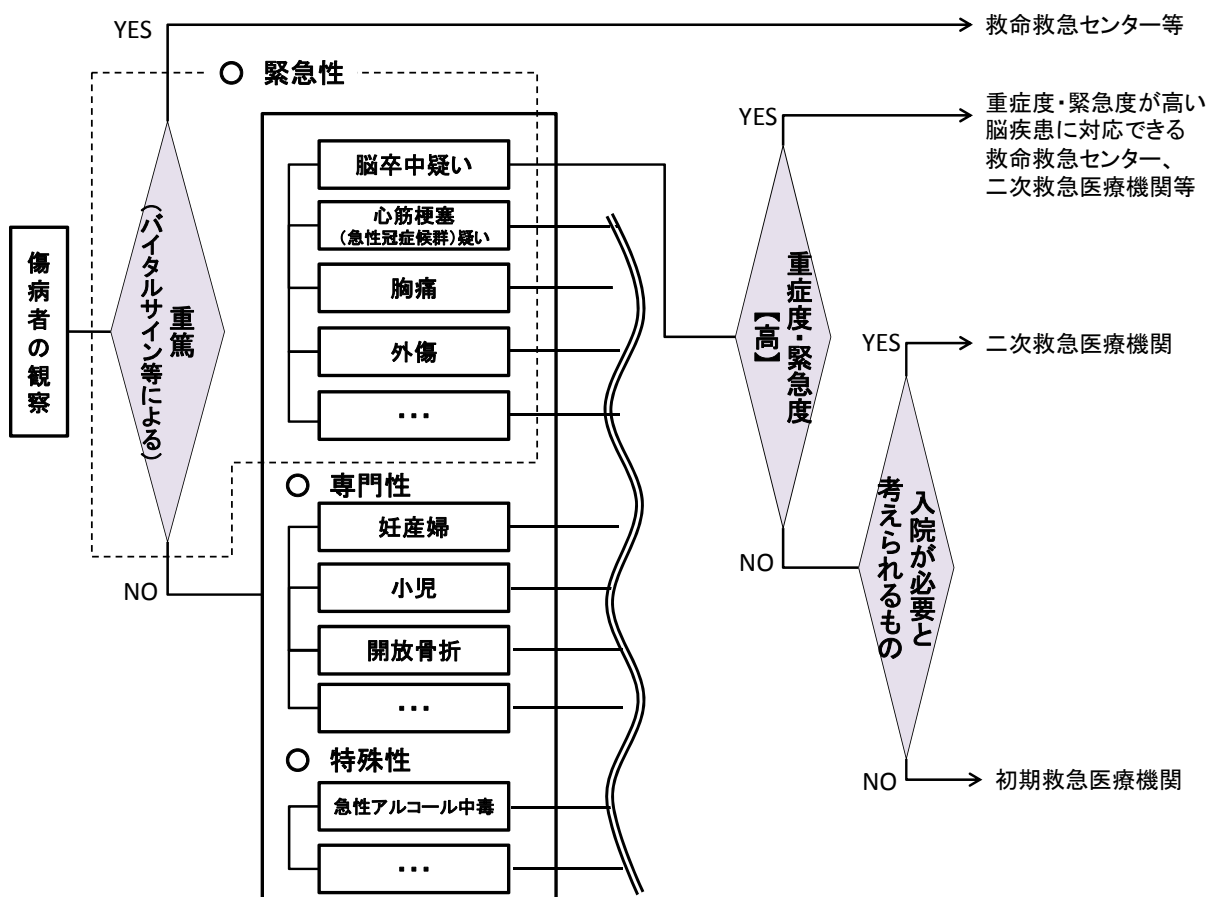 YES
救命救急センター等
○ 緊急性
YES
重症度・緊急度が高い
脳疾患に対応できる
救命救急センター、
二次救急医療機関等
脳卒中疑い
心筋梗塞
(急性冠症候群)疑い
胸痛
外傷
・・・
傷病者の観察
重篤
(バイタルサイン等による)
重症度・緊急度
【高】
YES
二次救急医療機関
○ 専門性
妊産婦
小児
開放骨折
・・・
NO
NO
入院が必要と
考えられるもの
○ 特殊性
急性アルコール中毒
・・・
NO
初期救急医療機関